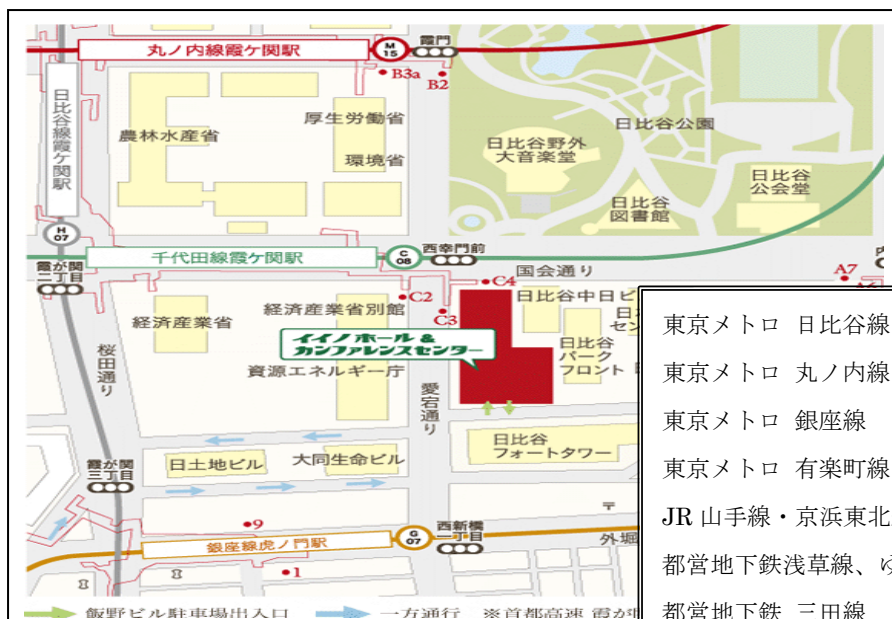 丸ノ内線霞ケ関駅
M
15
霞門
B3a
B2
日比谷線霞ケ関駅
農林水産省
厚生労働省
環境省
日比谷公園
日比谷野外
大音楽堂
日比谷
公会堂
日比谷
図書館
H
07
千代田線霞ケ関駅
C
08
西幸門前
霞が関
二丁目
国会通り
A7
C4
C2
C3
経済産業省
経済産業省別館
日比谷中日ビ
日比谷
パーク
フロント
イイノホール&
カンファレンスセンター
資源エネルギー庁
桜田通り
愛宕通り
日比谷
フォートタワー
霞が関
三丁目
日土地ビル
大同生命ビル
9
銀座線虎ノ門駅
G
07
西新橋
一丁目
〒
外堀
1
飯野ビル駐車場出入口
一方通行
※首都高速 霞が
東京メトロ 日比谷線
東京メトロ 丸ノ内線
東京メトロ 銀座線
東京メトロ 有楽町線
JR 山手線・京浜東北
都営地下鉄浅草線、ゆ
都営地下鉄 三田線